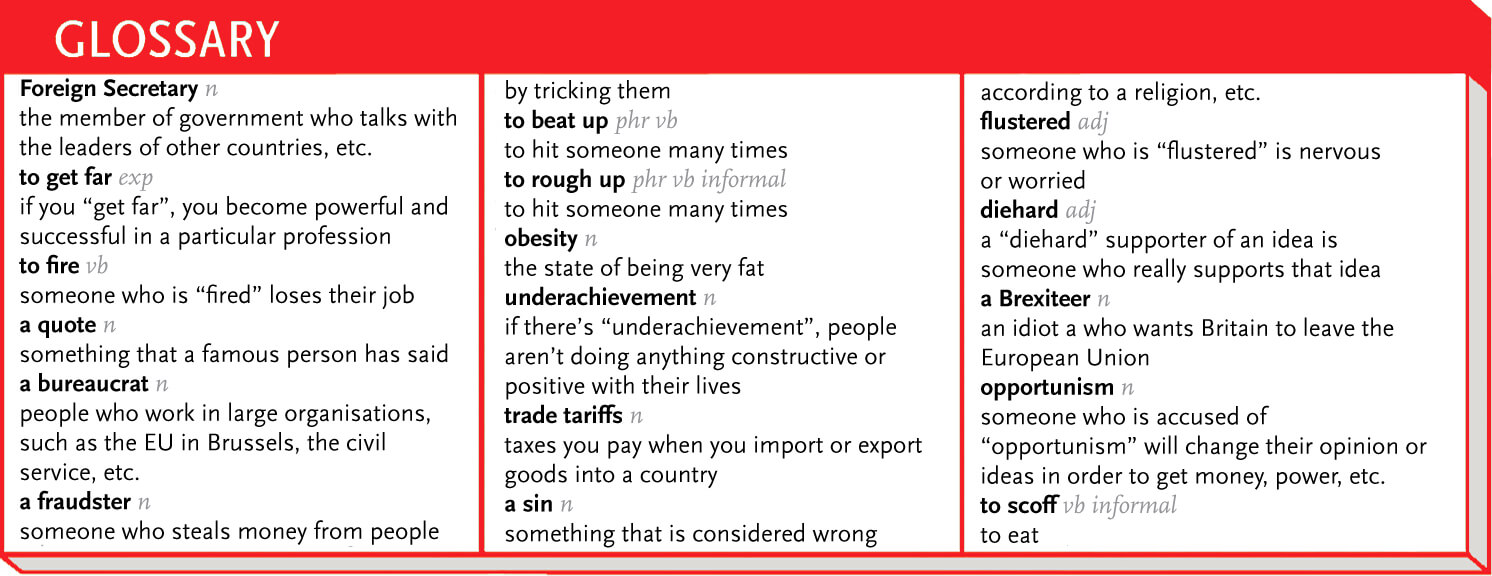 GLOSSARY
Foreign Secretary n
the member of government who talks with
the leaders of other countries, etc.
to get far exp
if you “get far”, you become powerful and
successful in a particular profession
to fire vb
someone who is “fired” loses their job
a quote n
something that a famous person has said
a bureaucrat n
people who work in large organisations,
such as the EU in Brussels, the civil
service, etc.
a fraudster n
someone who steals money from people
by tricking them
to beat up phr vb
to hit someone many times
to rough up phr vb informal
to hit someone many times
obesity n
the state of being very fat
underachievement n
if there’s “underachievement”, people
aren’t doing anything constructive or
positive with their lives
trade tariffs n
taxes you pay when you import or export
goods into a country
a sin n
something that is considered wrong
according to a religion, etc.
flustered adj
someone who is “flustered” is nervous
or worried
diehard adj
a “diehard” supporter of an idea is
someone who really supports that idea
a Brexiteer n
an idiot a who wants Britain to leave the
European Union
opportunism n
someone who is accused of
“opportunism” will change their opinion or
ideas in order to get money, power, etc.
to scoff vb informal
to eat